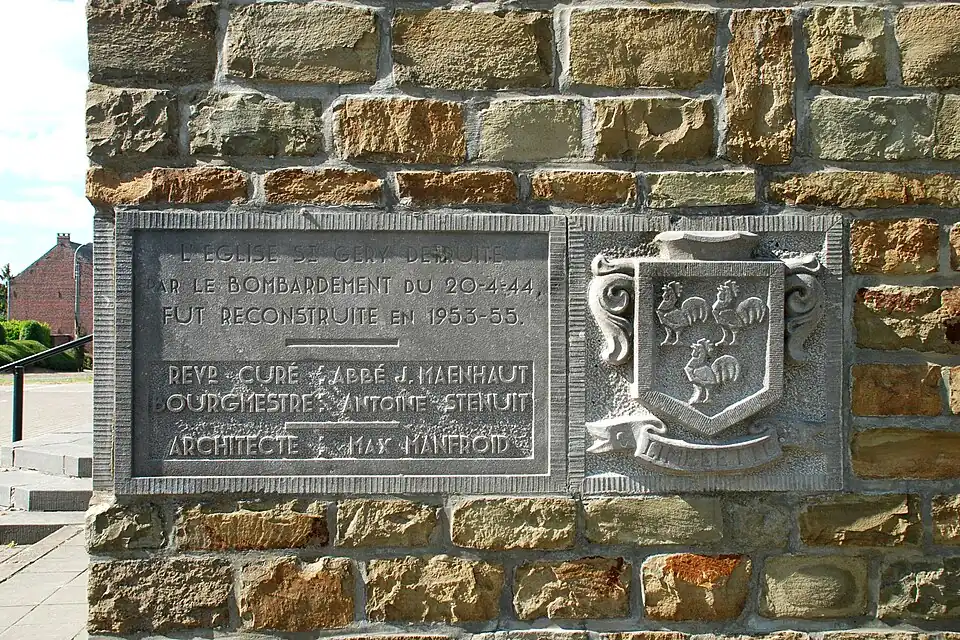 L'EGLISE ST GERY DETRUITE
PAR LE BOMBARDEMENT DU 20-4-44,
FUT RECONSTRUITE EN 1953-55.
REVD CURÉ : ABBÉ J. MAENHAUT
BOURGMESTRE : ANTOINE STENUIT
ARCHITECTE : MAX MANFROID